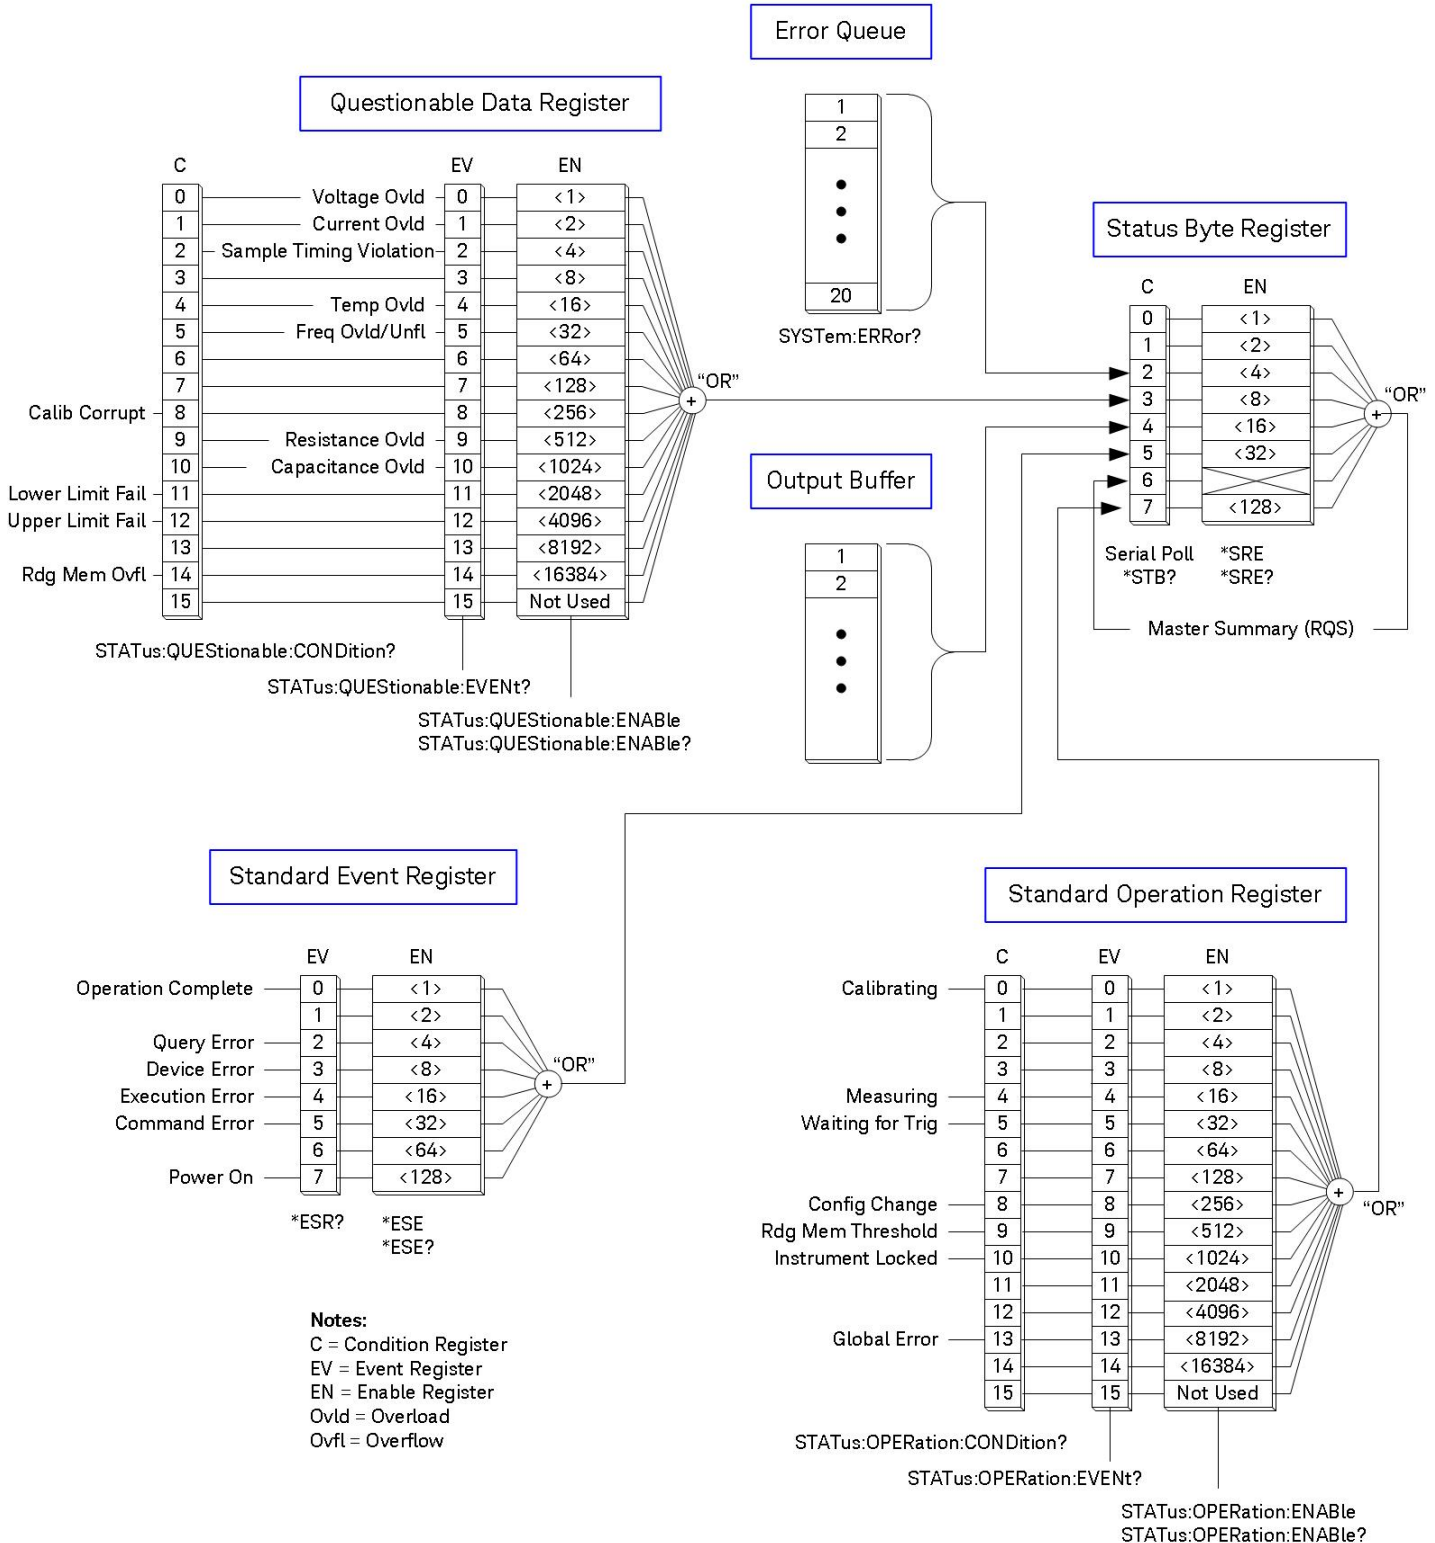 Error Queue
1
2
20
SYSTem:ERRor?
Questionable Data Register
C EV EN
0 Voltage Ovld 0 <1>
1 Current Ovld 1 <2>
2 Sample Timing Violation 2 <4>
3 3 <8>
4 Temp Ovld 4 <16>
5 Freq Ovld/Unfl 5 <32>
6 6 <64>
7 7 <128>
Calib Corrupt 8 8 <256>
9 Resistance Ovld 9 <512>
10 Capacitance Ovld 10 <1024>
Lower Limit Fail 11 11 <2048>
Upper Limit Fail 12 12 <4096>
13 13 <8192>
Rdg Mem Ovfl 14 14 <16384>
15 15 Not Used
"OR"
+
STATus:QUEStionable:CONDition?
STATus:QUEStionable:EVENt?
STATus:QUEStionable:ENABle
STATus:QUEStionable:ENABle?
Status Byte Register
C EN
0 <1>
1 <2>
2 <4>
3 <8>
4 <16>
5 <32>
6
7 <128>
"OR"
+
Serial Poll *SRE
*STB? *SRE?
Master Summary (RQS)
Output Buffer
1
2
Standard Event Register
EV EN
Operation Complete 0 <1>
1 <2>
Query Error 2 <4>
Device Error 3 <8>
Execution Error 4 <16>
Command Error 5 <32>
6 <64>
Power On 7 <128>
"OR"
+
*ESR? *ESE
*ESE?
Standard Operation Register
C EV EN
Calibrating 0 0 <1>
1 1 <2>
2 2 <4>
3 3 <8>
Measuring 4 4 <16>
Waiting for Trig 5 5 <32>
6 6 <64>
7 7 <128>
Config Change 8 8 <256>
Rdg Mem Threshold 9 9 <512>
Instrument Locked 10 10 <1024>
11 11 <2048>
12 12 <4096>
Global Error 13 13 <8192>
14 14 <16384>
15 15 Not Used
+
"OR"
STATus:OPERation:CONDition?
STATus:OPERation:EVENt?
STATus:OPERation:ENABle
STATus:OPERation:ENABle?
Notes:
C = Condition Register
EV = Event Register
EN = Enable Register
Ovld = Overload
Ovfl = Overflow